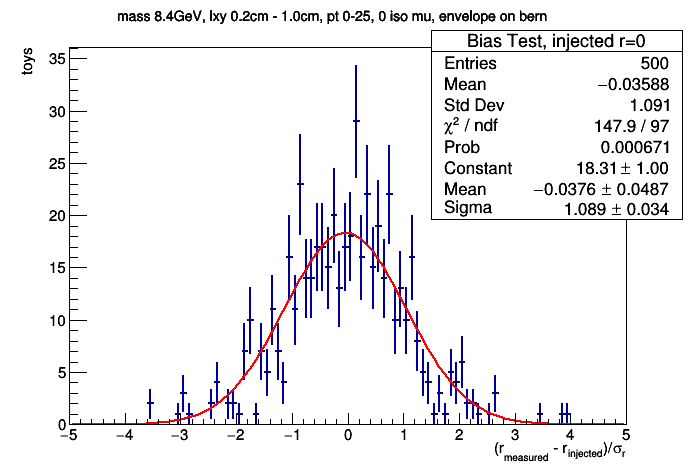 mass 8.4GeV, lxy 0.2cm - 1.0cm, pt 0-25, 0 iso mu, envelope on bern
Bias Test, injected r=0
Entries 500
Mean −0.03588
Std Dev 1.091
χ² / ndf 147.9 / 97
Prob 0.000671
Constant 18.31 ± 1.00
Mean −0.0376 ± 0.0487
Sigma 1.089 ± 0.034
toys
35
30
25
20
15
10
5
0
−5 −4 −3 −2 −1 0 1 2 3 4 5
(r_measured - r_injected)/σ_r